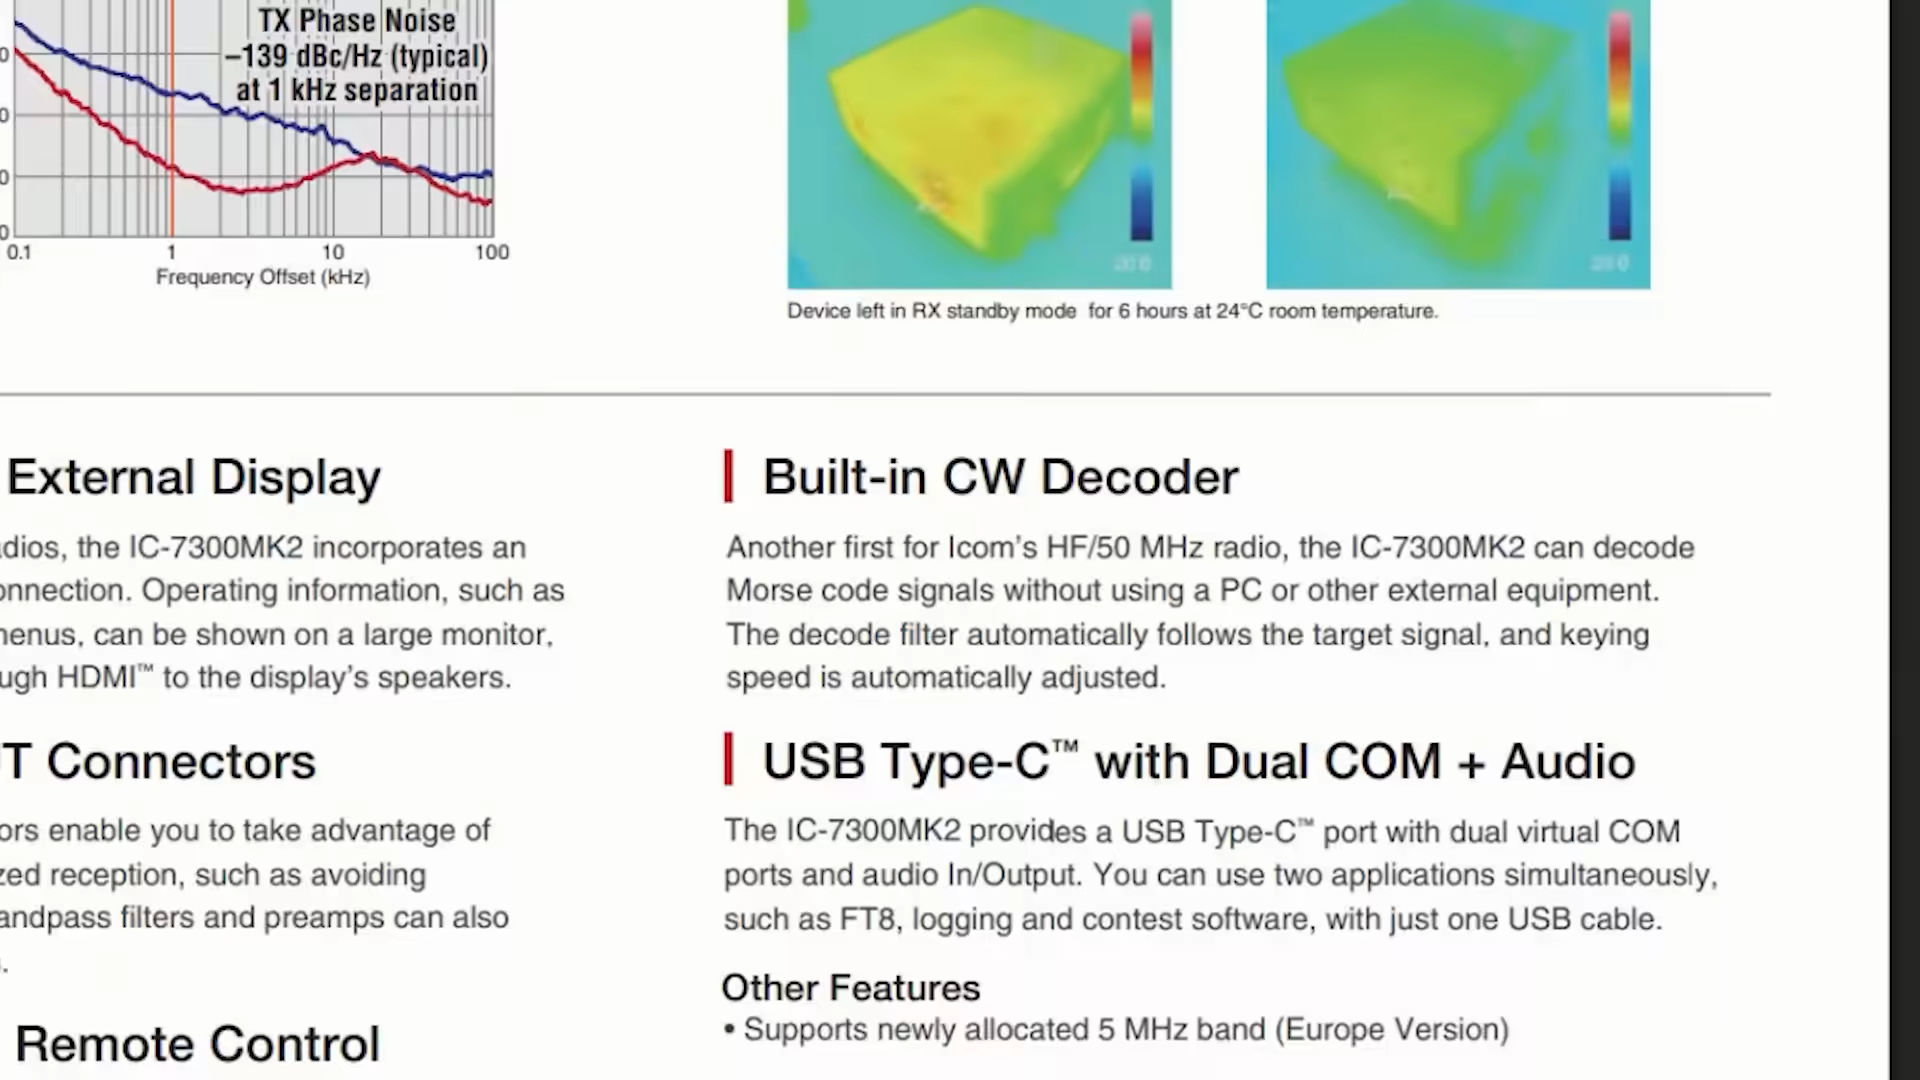 TX Phase Noise
–139 dBc/Hz (typical)
at 1 kHz separation
0
0
0
0.1
1
10
100
Frequency Offset (kHz)
Device left in RX standby mode for 6 hours at 24°C room temperature.
External Display
dios, the IC-7300MK2 incorporates an
onnection. Operating information, such as
nenus, can be shown on a large monitor,
ugh HDMI™ to the display's speakers.
T Connectors
ors enable you to take advantage of
zed reception, such as avoiding
andpass filters and preamps can also
.
Remote Control
Built-in CW Decoder
Another first for Icom's HF/50 MHz radio, the IC-7300MK2 can decode
Morse code signals without using a PC or other external equipment.
The decode filter automatically follows the target signal, and keying
speed is automatically adjusted.
USB Type-C™ with Dual COM + Audio
The IC-7300MK2 provides a USB Type-C™ port with dual virtual COM
ports and audio In/Output. You can use two applications simultaneously,
such as FT8, logging and contest software, with just one USB cable.
Other Features
• Supports newly allocated 5 MHz band (Europe Version)